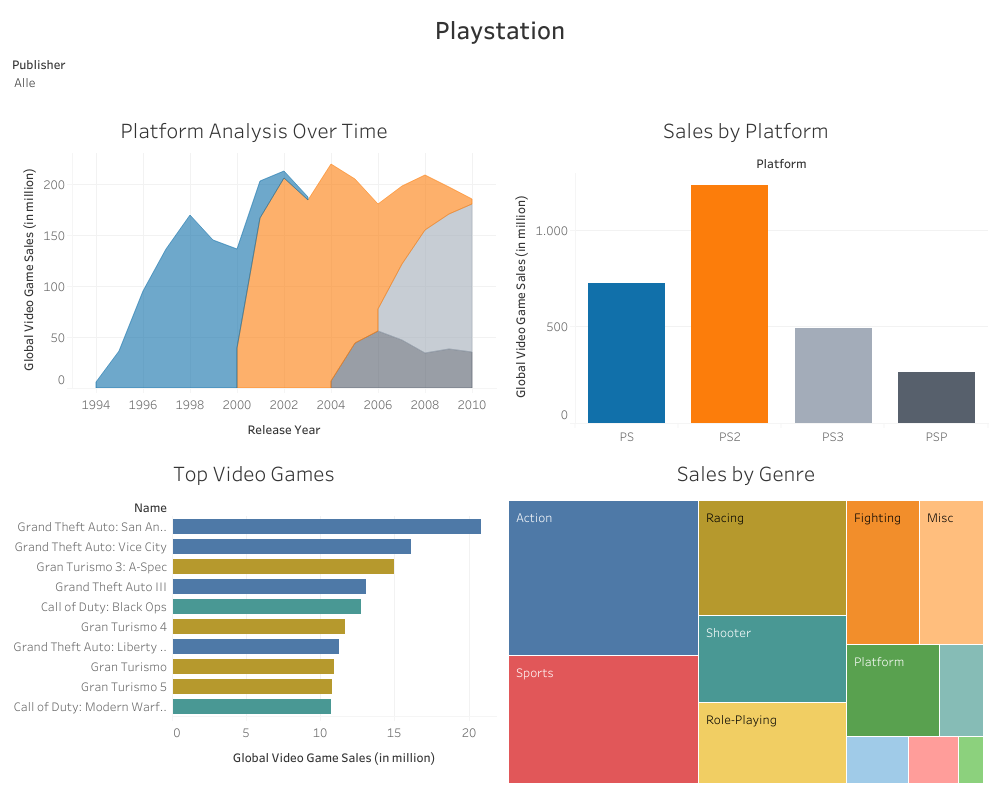 Playstation
Publisher
Alle
Platform Analysis Over Time
Global Video Game Sales (in million)
200
150
100
50
0
1994 1996 1998 2000 2002 2004 2006 2008 2010
Release Year
Sales by Platform
Platform
Global Video Game Sales (in million)
1.000
500
0
PS PS2 PS3 PSP
Top Video Games
Name
Grand Theft Auto: San An..
Grand Theft Auto: Vice City
Gran Turismo 3: A-Spec
Grand Theft Auto III
Call of Duty: Black Ops
Gran Turismo 4
Grand Theft Auto: Liberty ..
Gran Turismo
Gran Turismo 5
Call of Duty: Modern Warf..
0 5 10 15 20
Global Video Game Sales (in million)
Sales by Genre
Action
Racing
Fighting
Misc
Shooter
Platform
Sports
Role-Playing